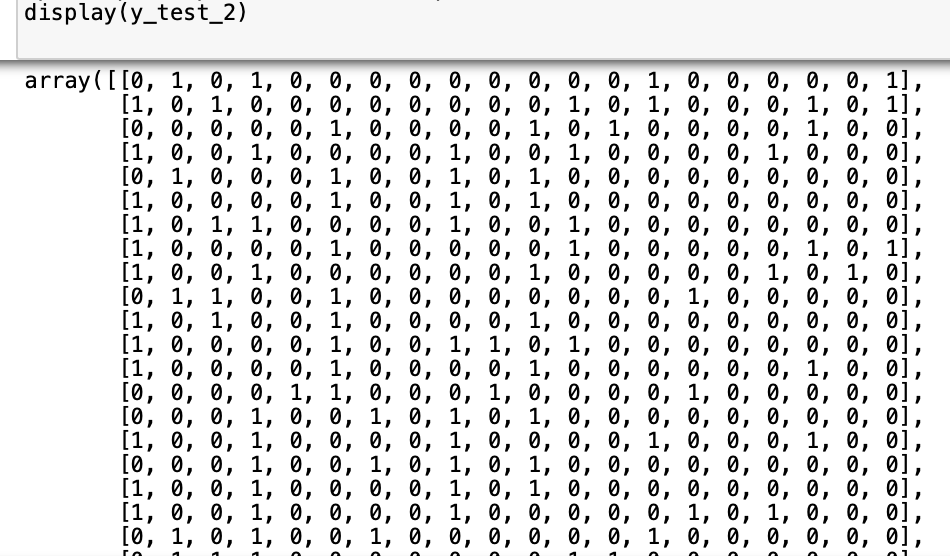 display(y_test_2)
array([[0, 1, 0, 1, 0, 0, 0, 0, 0, 0, 0, 0, 0, 1, 0, 0, 0, 0, 0, 1],
[1, 0, 1, 0, 0, 0, 0, 0, 0, 0, 0, 1, 0, 1, 0, 0, 0, 1, 0, 1],
[0, 0, 0, 0, 0, 1, 0, 0, 0, 0, 1, 0, 1, 0, 0, 0, 0, 1, 0, 0],
[1, 0, 0, 1, 0, 0, 0, 0, 1, 0, 0, 1, 0, 0, 0, 0, 1, 0, 0, 0],
[0, 1, 0, 0, 0, 1, 0, 0, 1, 0, 1, 0, 0, 0, 0, 0, 0, 0, 0, 0],
[1, 0, 0, 0, 0, 1, 0, 0, 1, 0, 1, 0, 0, 0, 0, 0, 0, 0, 0, 0],
[1, 0, 1, 1, 0, 0, 0, 0, 1, 0, 0, 1, 0, 0, 0, 0, 0, 0, 0, 0],
[1, 0, 0, 0, 0, 1, 0, 0, 0, 0, 0, 1, 0, 0, 0, 0, 0, 1, 0, 1],
[1, 0, 0, 1, 0, 0, 0, 0, 0, 0, 1, 0, 0, 0, 0, 0, 1, 0, 1, 0],
[0, 1, 1, 0, 0, 1, 0, 0, 0, 0, 0, 0, 0, 0, 1, 0, 0, 0, 0, 0],
[1, 0, 1, 0, 0, 1, 0, 0, 0, 0, 1, 0, 0, 0, 0, 0, 0, 0, 0, 0],
[1, 0, 0, 0, 0, 1, 0, 0, 1, 1, 0, 1, 0, 0, 0, 0, 0, 0, 0, 0],
[1, 0, 0, 0, 0, 1, 0, 0, 0, 0, 1, 0, 0, 0, 0, 0, 0, 1, 0, 0],
[0, 0, 0, 0, 1, 1, 0, 0, 0, 1, 0, 0, 0, 0, 1, 0, 0, 0, 0, 0],
[0, 0, 0, 1, 0, 0, 1, 0, 1, 0, 1, 0, 0, 0, 0, 0, 0, 0, 0, 0],
[1, 0, 0, 1, 0, 0, 0, 0, 1, 0, 0, 0, 0, 1, 0, 0, 0, 1, 0, 0],
[0, 0, 0, 1, 0, 0, 1, 0, 1, 0, 1, 0, 0, 0, 0, 0, 0, 0, 0, 0],
[1, 0, 0, 1, 0, 0, 0, 0, 1, 0, 1, 0, 0, 0, 0, 0, 0, 0, 0, 0],
[1, 0, 0, 1, 0, 0, 0, 0, 1, 0, 0, 0, 0, 0, 1, 0, 1, 0, 0, 0],
[0, 1, 0, 1, 0, 0, 1, 0, 0, 0, 0, 0, 0, 1, 0, 0, 0, 0, 0, 0],